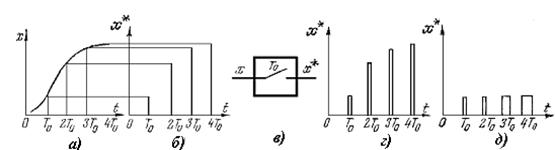 x
0 T₀ 2T₀ 3T₀ 4T₀ t
а)
x*
0 T₀ 2T₀ 3T₀ 4T₀ t
б)
x T₀ x*
в)
x*
0 T₀ 2T₀ 3T₀ 4T₀ t
г)
x*
0 T₀ 2T₀ 3T₀ 4T₀ t
д)